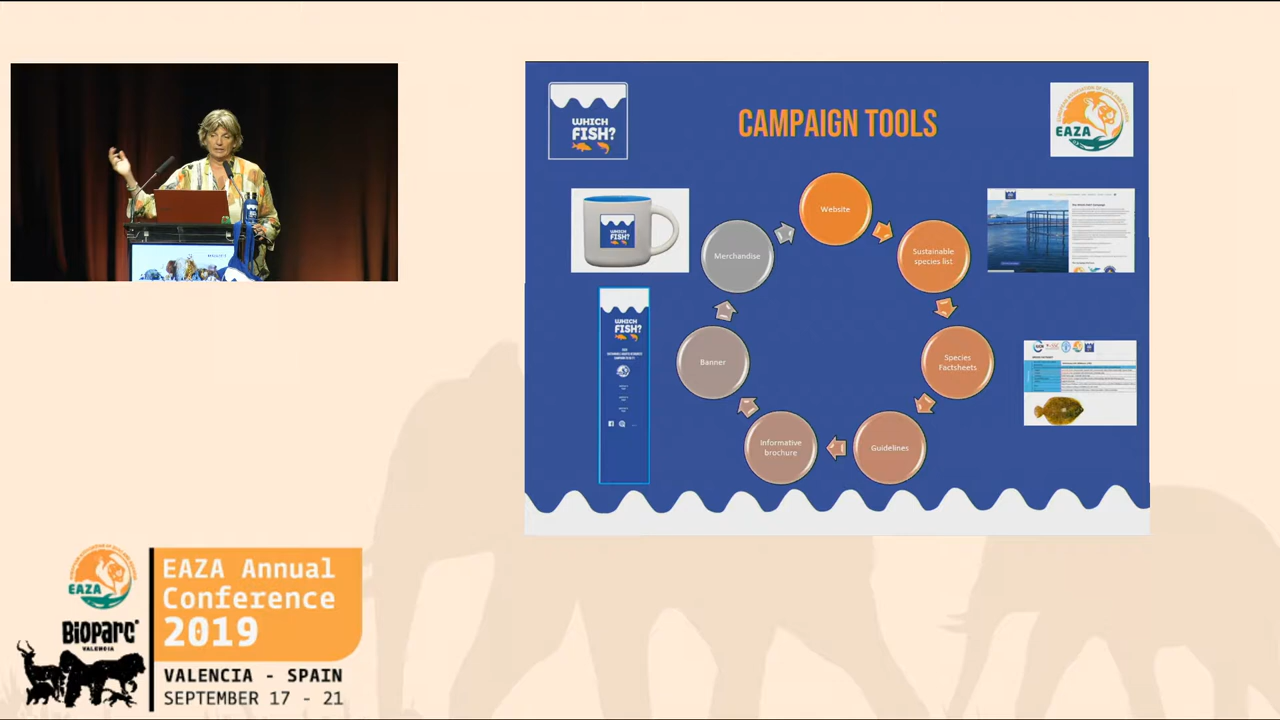 WHICH
FISH?
CAMPAIGN TOOLS
EAZA
Website
Sustainable
species list
Species
Factsheets
Guidelines
Informative
brochure
Banner
Merchandise
WHICH
FISH?
WHICH
FISH?
EAZA
EAZA Annual
Conference
2019
BIOPARC
VALENCIA
VALENCIA - SPAIN
SEPTEMBER 17 - 21